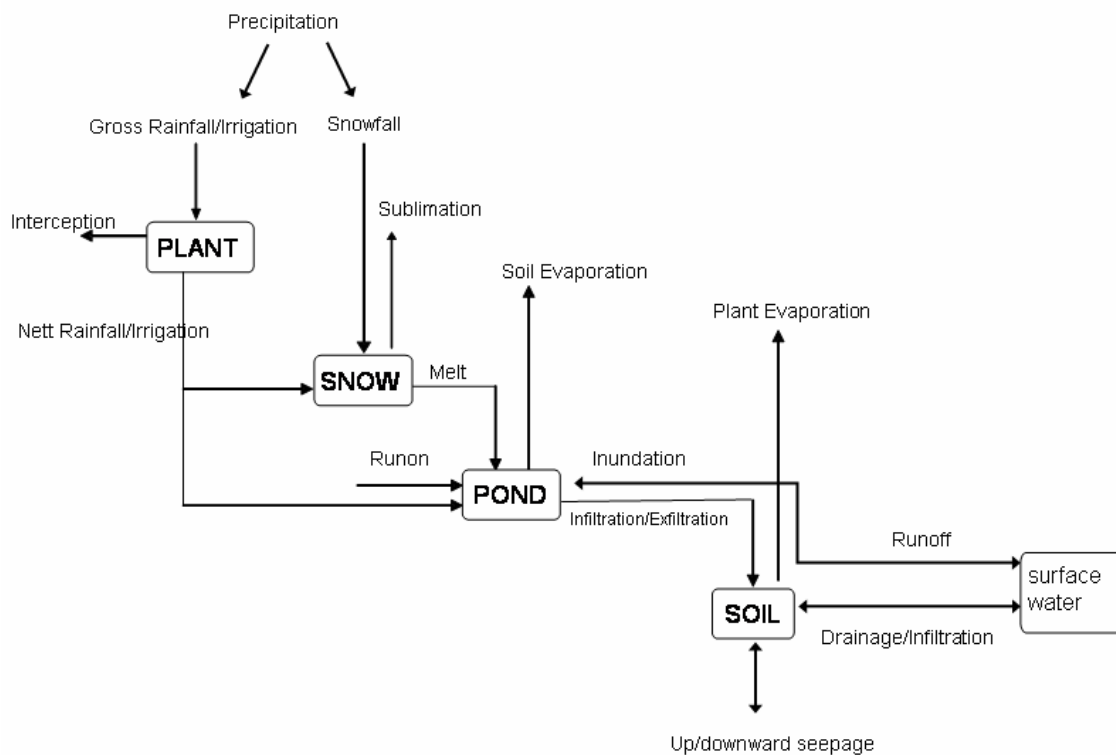 Precipitation
Gross Rainfall/Irrigation
Snowfall
Interception
PLANT
Sublimation
Soil Evaporation
Plant Evaporation
Nett Rainfall/Irrigation
SNOW
Melt
Runon
POND
Inundation
Infiltration/Exfiltration
Runoff
surface
water
SOIL
Drainage/Infiltration
Up/downward seepage